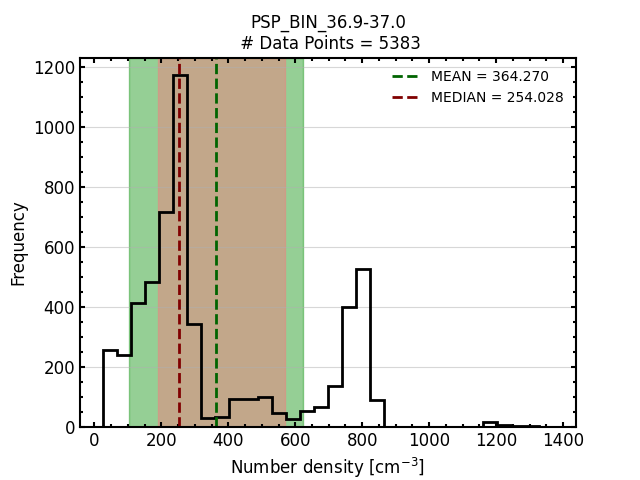 PSP_BIN_36.9-37.0
# Data Points = 5383
MEAN = 364.270
MEDIAN = 254.028
Frequency
1200
1000
800
600
400
200
0
0 200 400 600 800 1000 1200 1400
Number density [cm⁻³]